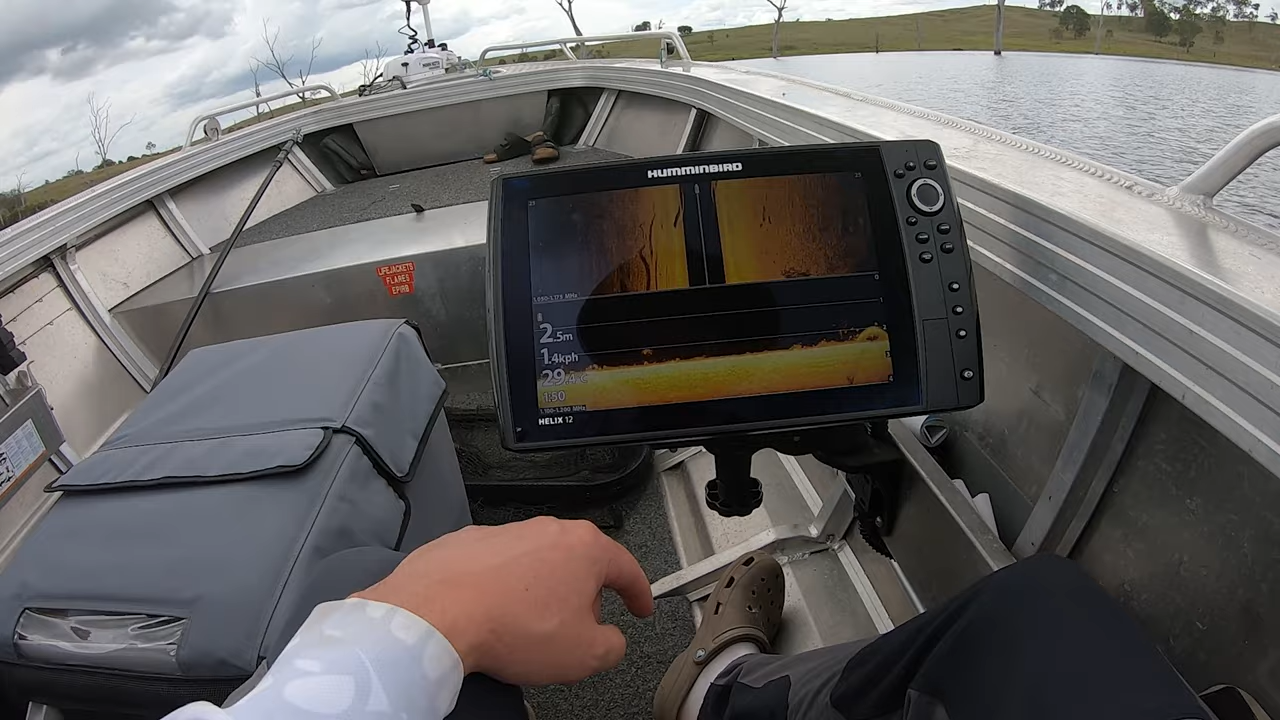 HUMMINBIRD
LIFEJACKETS
FLARES
EPIRB
2.5m
1.4kph
29
1:50
HELIX 12